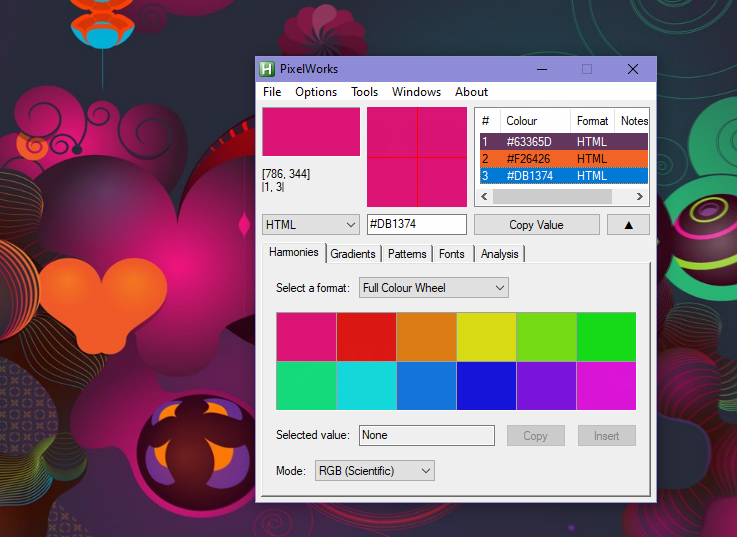 PixelWorks
File Options Tools Windows About
# Colour Format Notes
1 #63365D HTML
2 #F26426 HTML
3 #DB1374 HTML
[786, 344]
|1, 3|
HTML #DB1374 Copy Value ▲
Harmonies Gradients Patterns Fonts Analysis
Select a format: Full Colour Wheel
Selected value: None Copy Insert
Mode: RGB (Scientific)